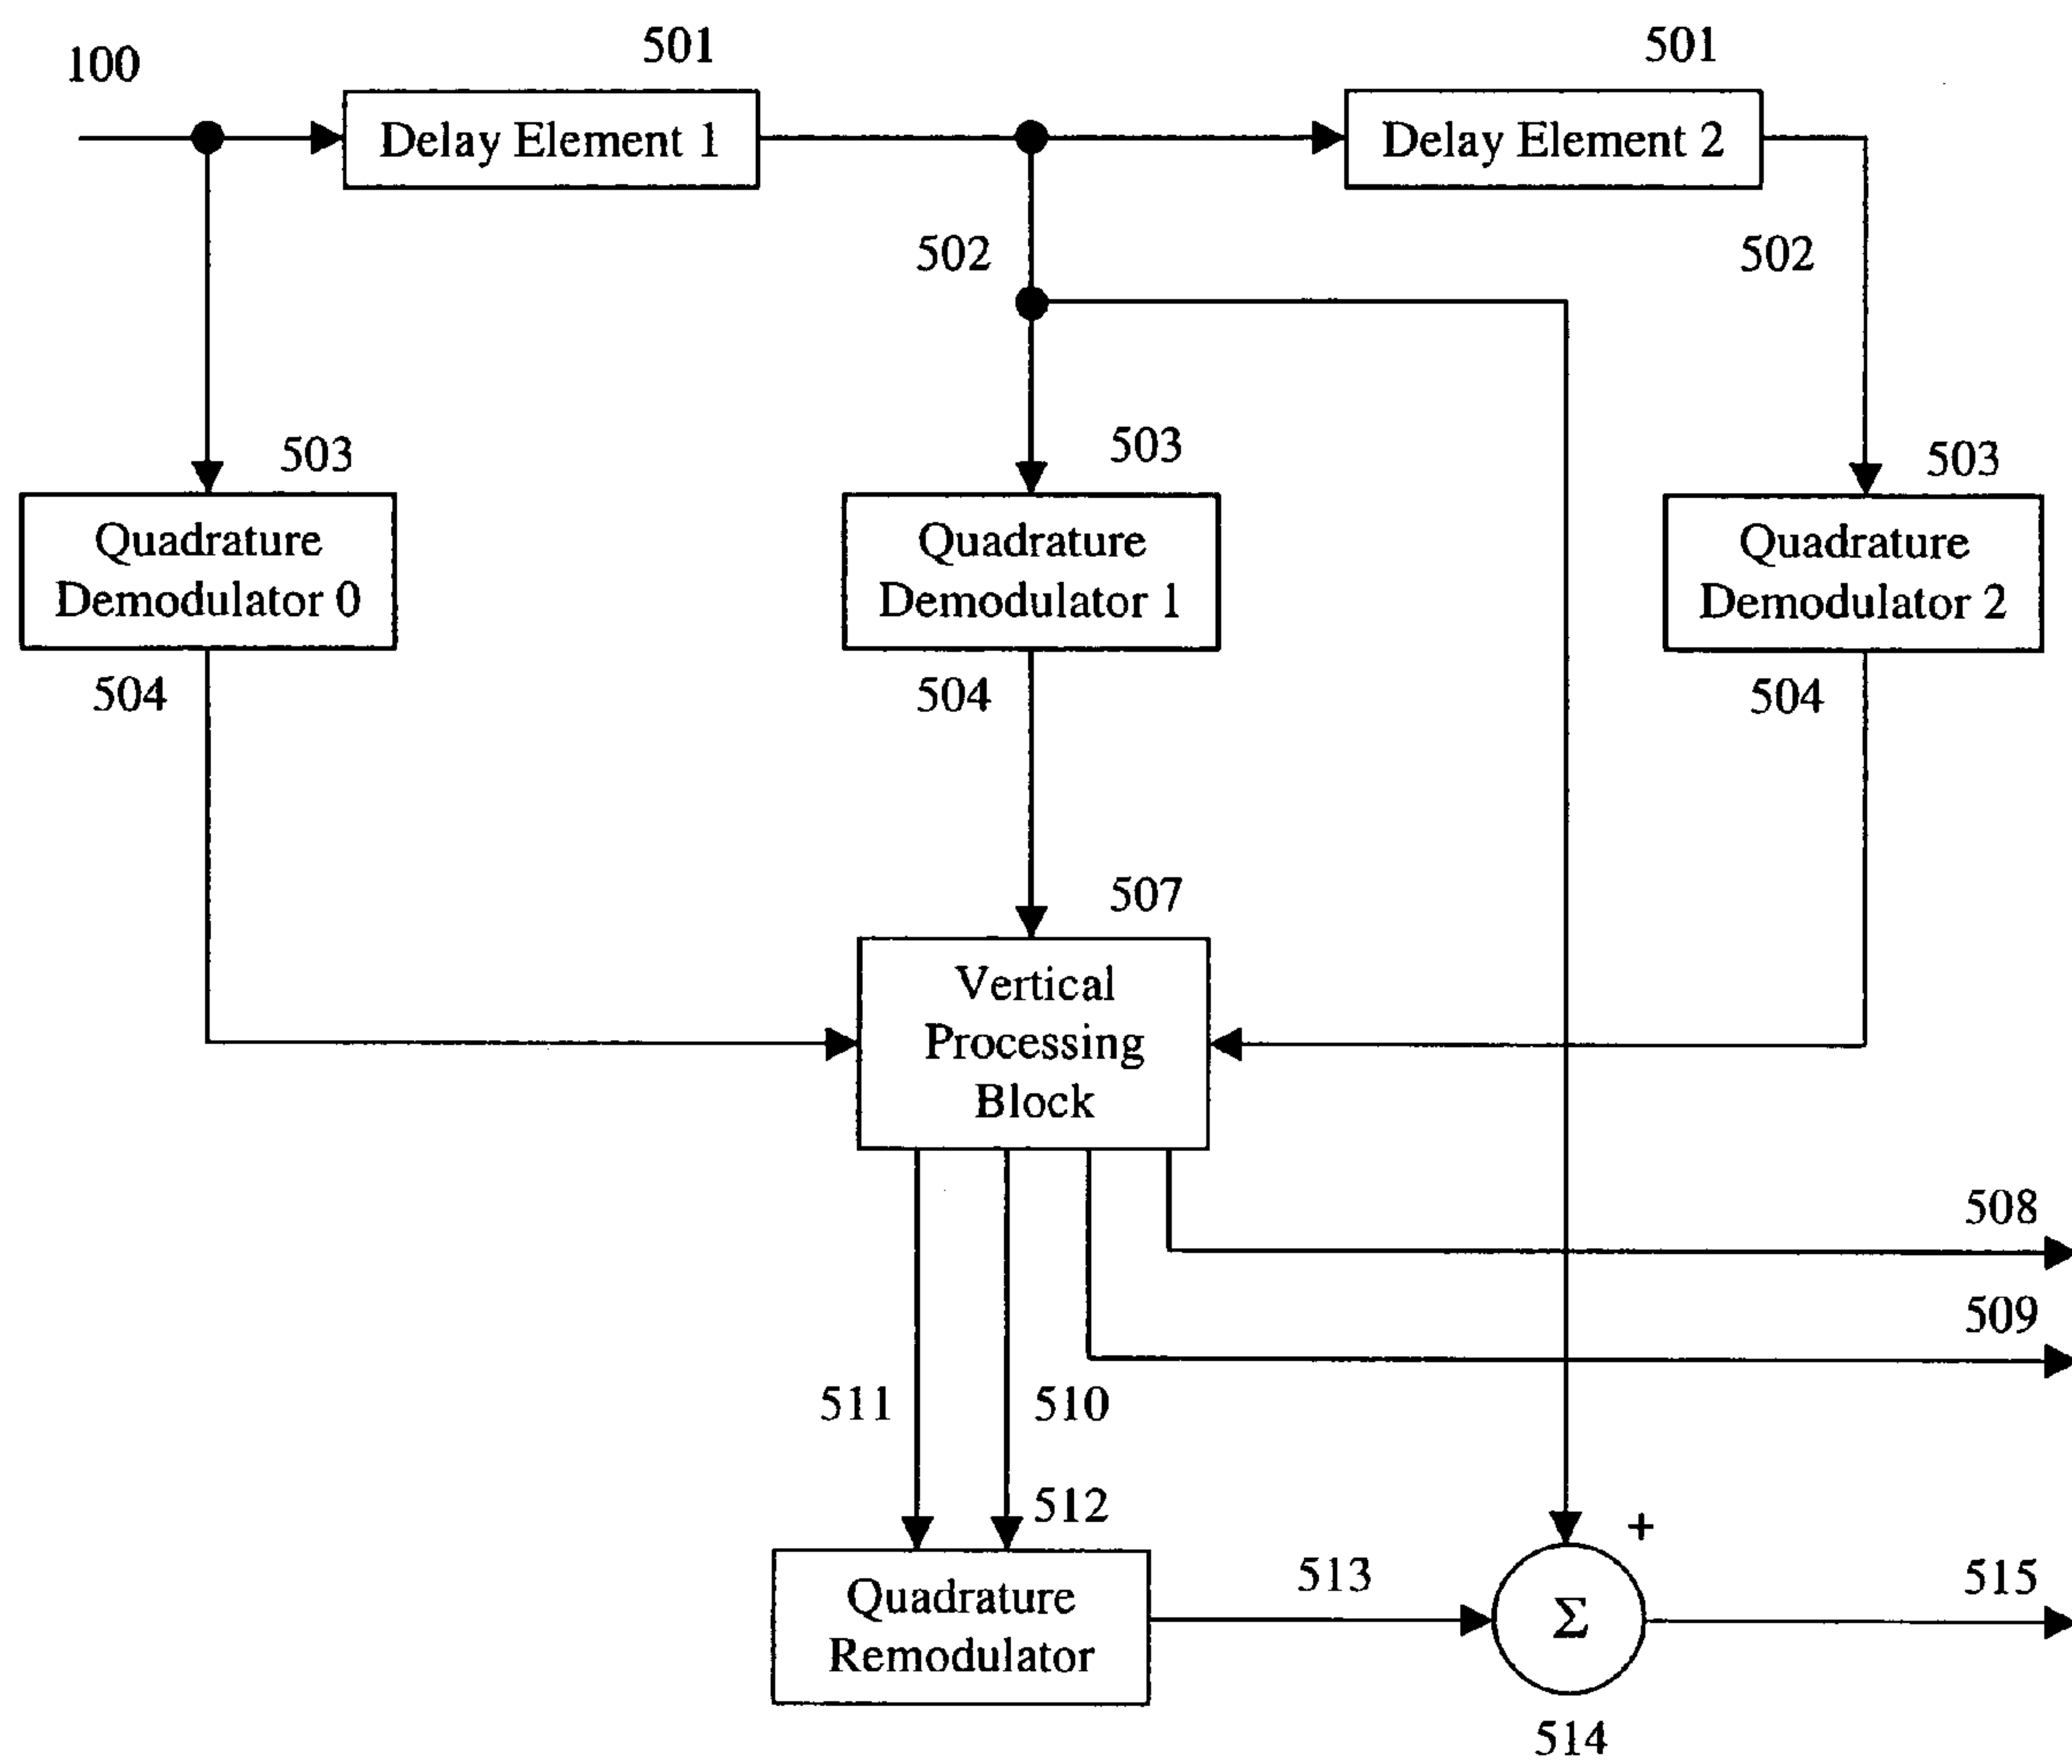 100
501
501
Delay Element 1
Delay Element 2
502
502
503
503
503
Quadrature
Demodulator 0
Quadrature
Demodulator 1
Quadrature
Demodulator 2
504
504
504
507
Vertical
Processing
Block
508
509
511
510
512
+
Quadrature
Remodulator
513
Σ
515
514